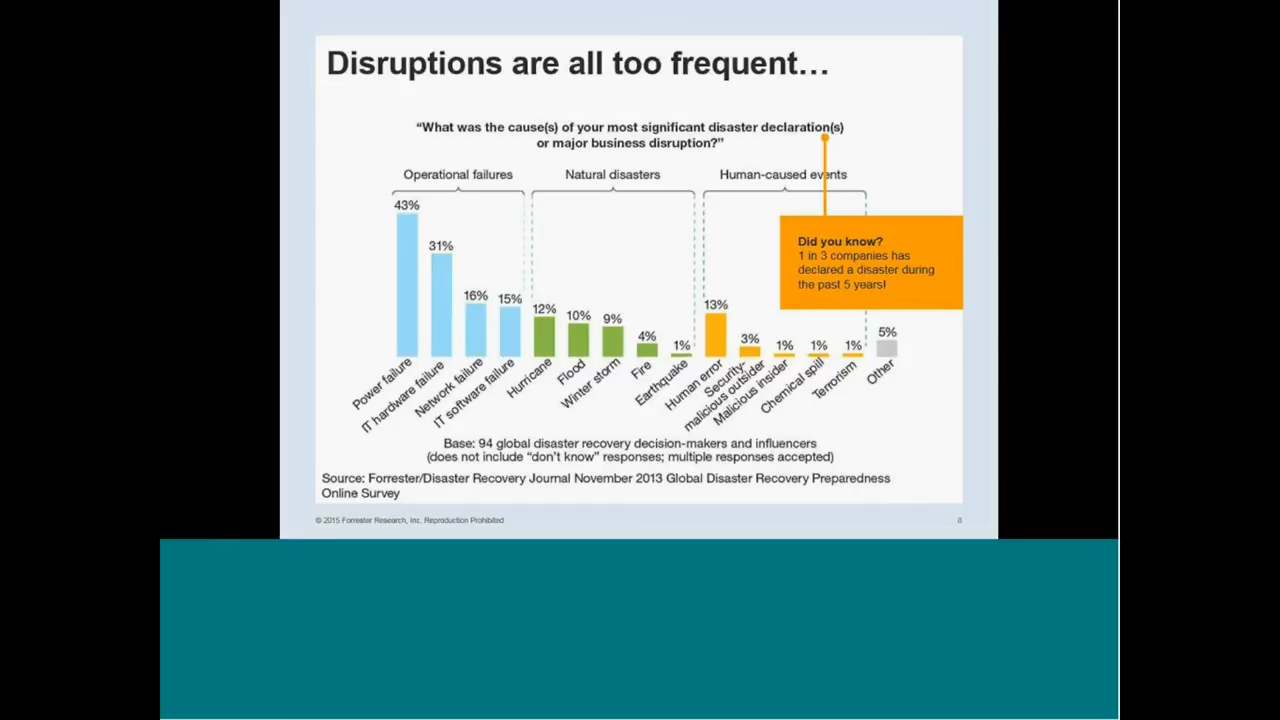 Disruptions are all too frequent…
“What was the cause(s) of your most significant disaster declaration(s)
or major business disruption?”
Operational failures
Natural disasters
Human-caused events
43%
31%
16%
15%
12%
10%
9%
4%
1%
13%
3%
1%
1%
1%
5%
Did you know?
1 in 3 companies has
declared a disaster during
the past 5 years!
Power failure
IT hardware failure
Network failure
IT software failure
Hurricane
Flood
Winter storm
Fire
Earthquake
Human error
Security-
malicious outsider
Malicious insider
Chemical spill
Terrorism
Other
Base: 94 global disaster recovery decision-makers and influencers
(does not include “don’t know” responses; multiple responses accepted)
Source: Forrester/Disaster Recovery Journal November 2013 Global Disaster Recovery Preparedness
Online Survey
© 2015 Forrester Research, Inc. Reproduction Prohibited
8